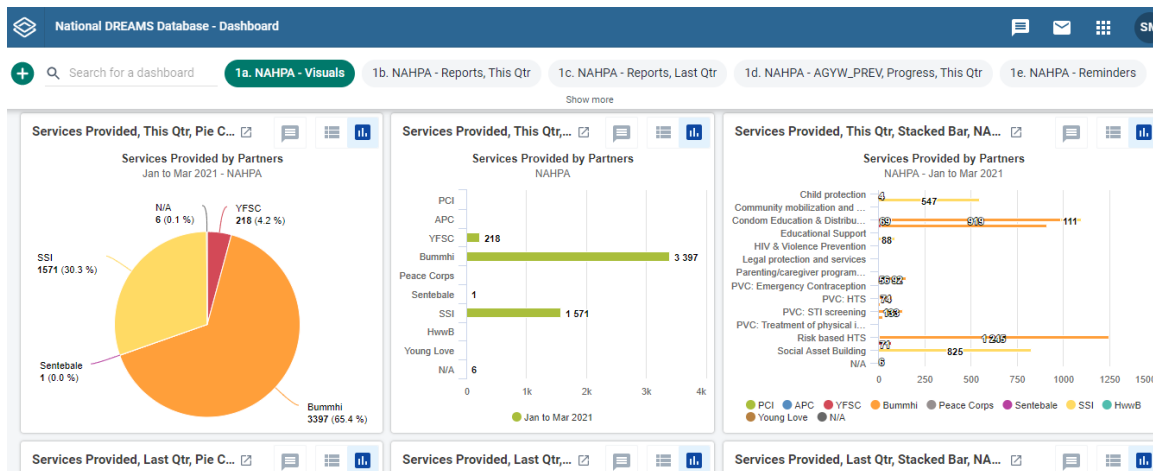 National DREAMS Database - Dashboard
SM
Search for a dashboard
1a. NAHPA - Visuals
1b. NAHPA - Reports, This Qtr
1c. NAHPA - Reports, Last Qtr
1d. NAHPA - AGYW_PREV, Progress, This Qtr
1e. NAHPA - Reminders
Show more
Services Provided, This Qtr, Pie C...
Services Provided by Partners
Jan to Mar 2021 - NAHPA
N/A
6 (0.1 %)
YFSC
218 (4.2 %)
SSI
1571 (30.3 %)
Sentebale
1 (0.0 %)
Bummhi
3397 (65.4 %)
Services Provided, This Qtr,...
Services Provided by Partners
NAHPA
PCI
APC
YFSC 218
Bummhi 3 397
Peace Corps
Sentebale 1
SSI 1 571
HwwB
Young Love
N/A 6
0 1k 2k 3k 4k
Jan to Mar 2021
Services Provided, This Qtr, Stacked Bar, NA...
Services Provided by Partners
NAHPA - Jan to Mar 2021
Child protection 4 547
Community mobilization and ...
Condom Education & Distribu... 69 919 111
Educational Support
HIV & Violence Prevention 88
Legal protection and services
Parenting/caregiver program...
PVC: Emergency Contraception 56 92
PVC: HTS 74
PVC: STI screening 133
PVC: Treatment of physical i...
Risk based HTS 1 245
71
Social Asset Building 825
N/A 6
0 250 500 750 1000 1250 1500
PCI APC YFSC Bummhi Peace Corps Sentebale SSI HwwB
Young Love N/A
Services Provided, Last Qtr, Pie C...
Services Provided, Last Qtr,...
Services Provided, Last Qtr, Stacked Bar, NA...